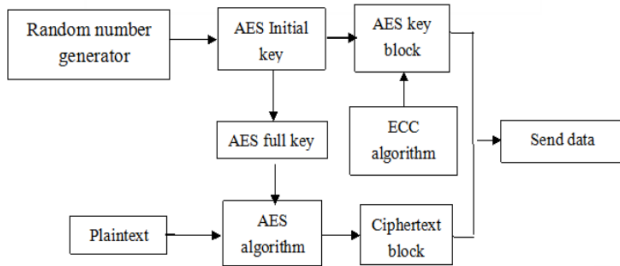 Random number
generator
AES Initial
key
AES key
block
AES full key
ECC
algorithm
Send data
Plaintext
AES
algorithm
Ciphertext
block